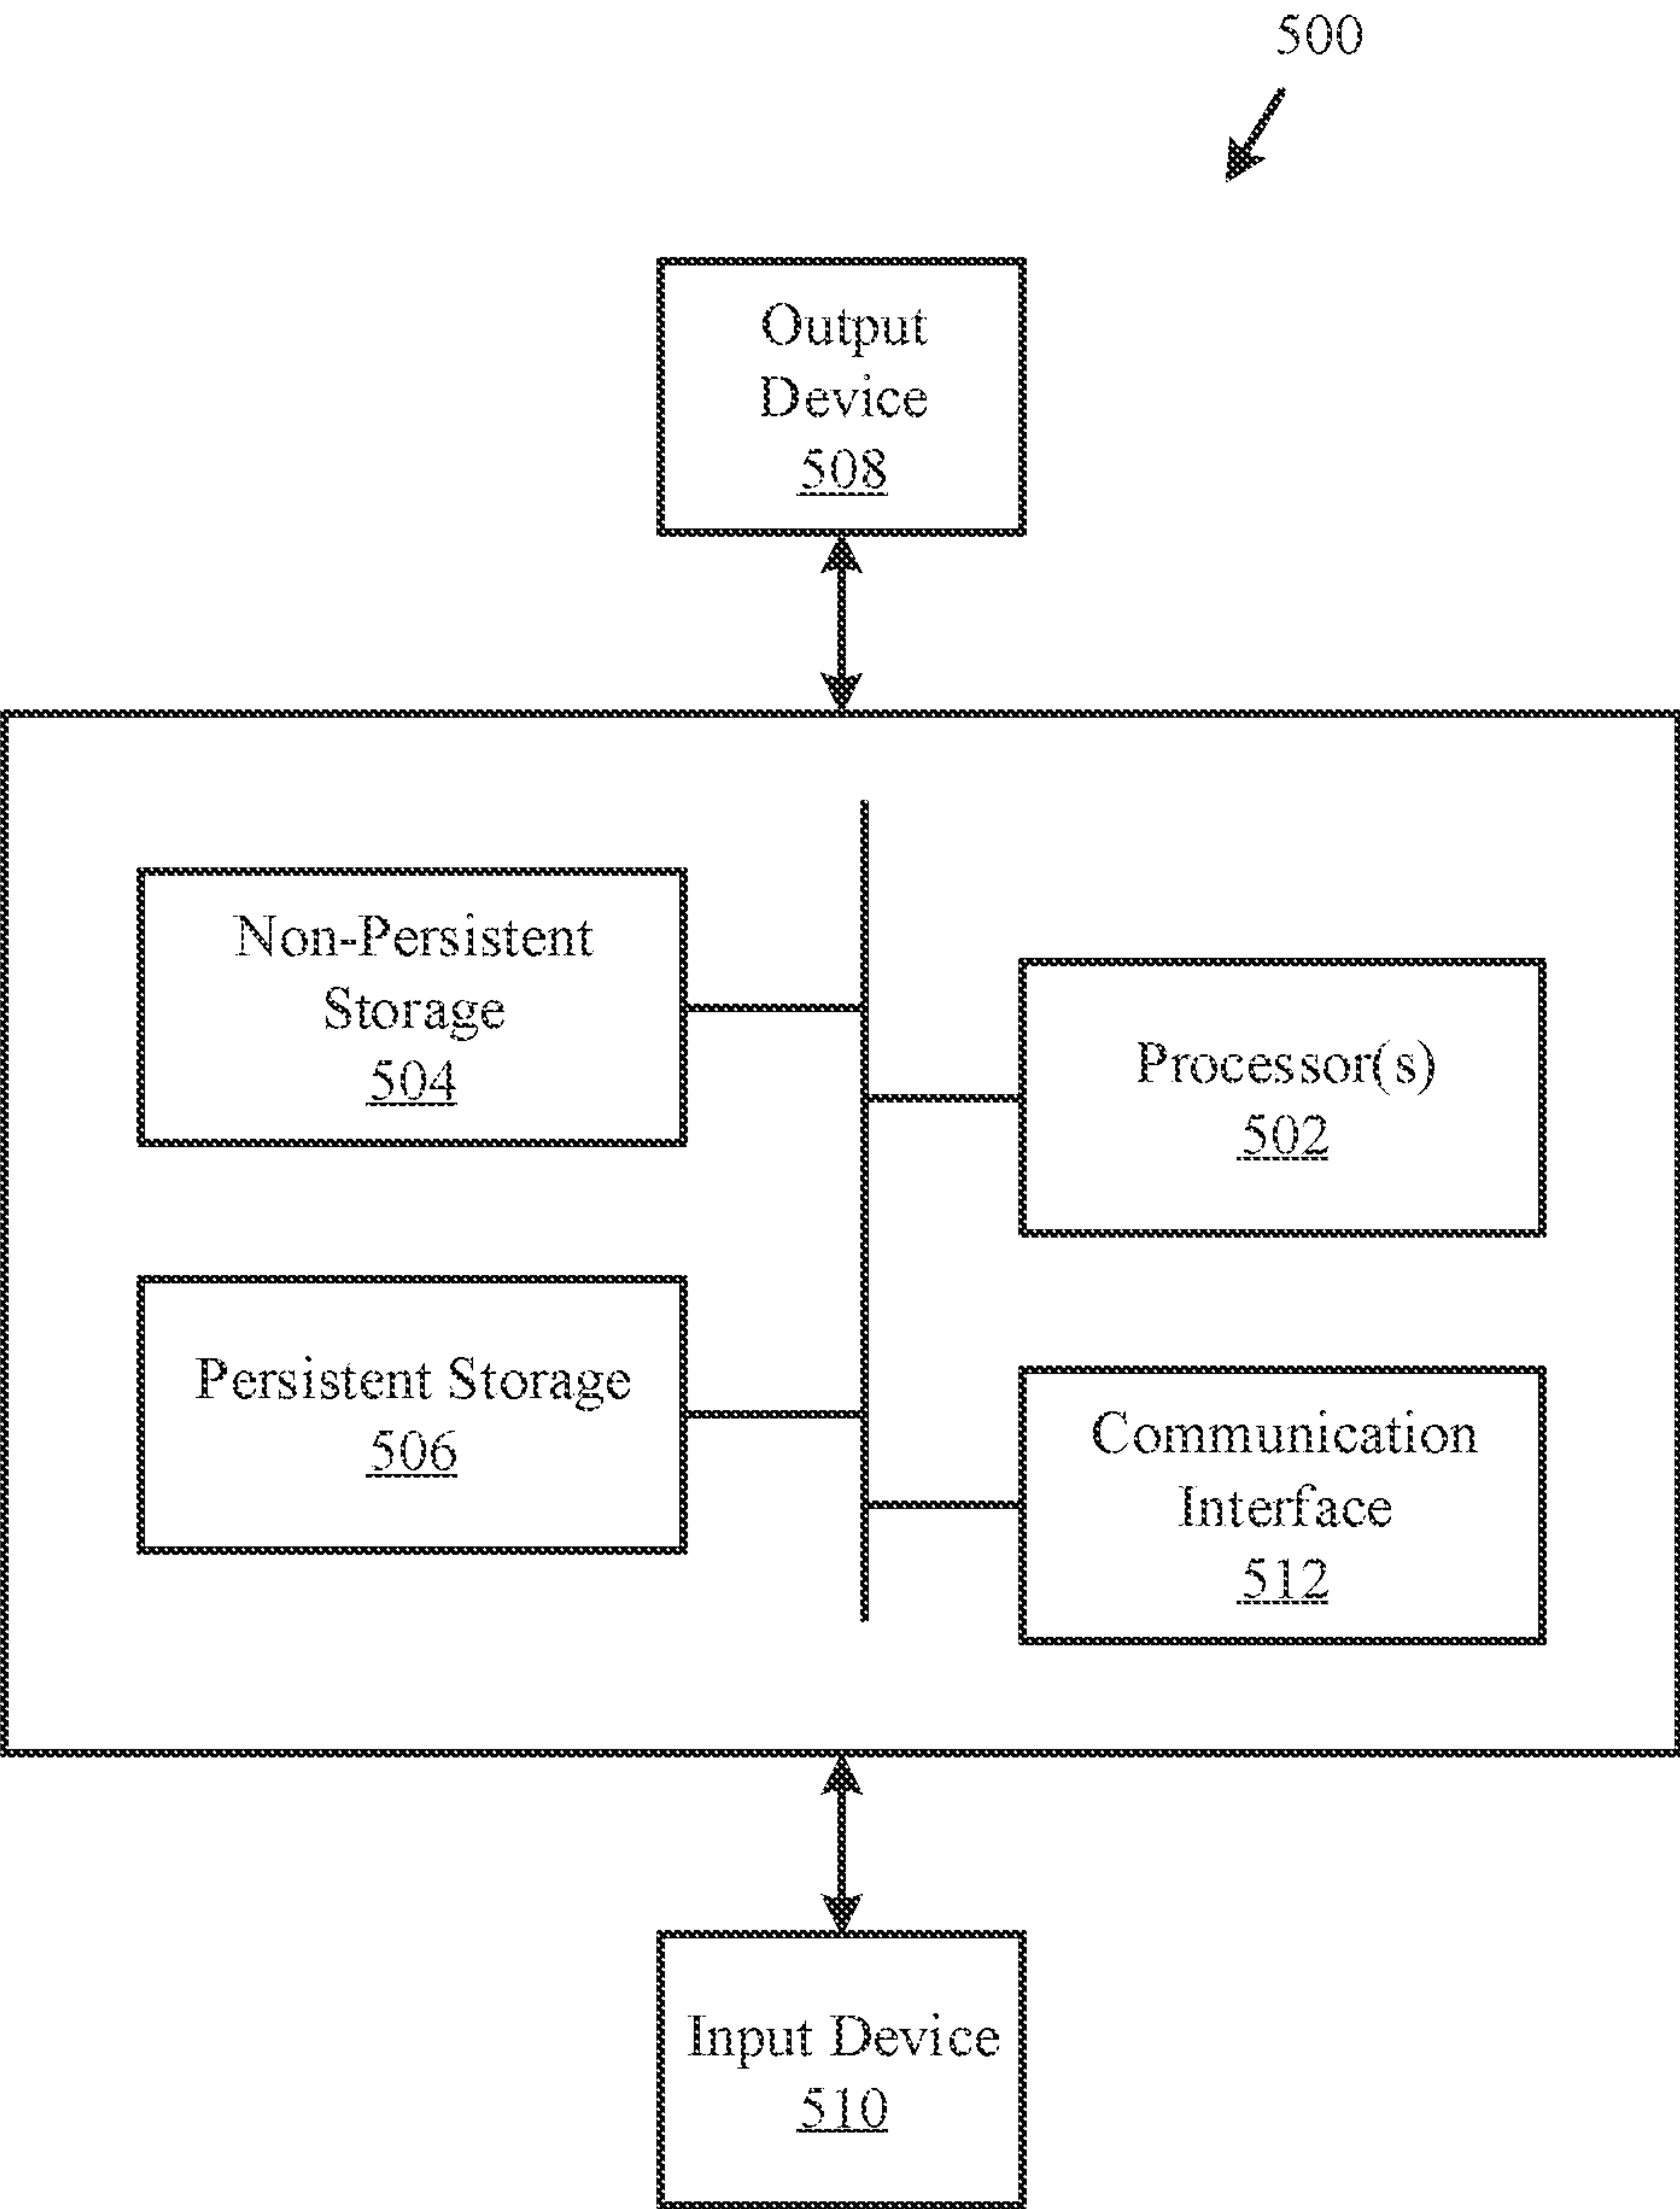 500
Output
Device
508
Non-Persistent
Storage
504
Processor(s)
502
Persistent Storage
506
Communication
Interface
512
Input Device
510